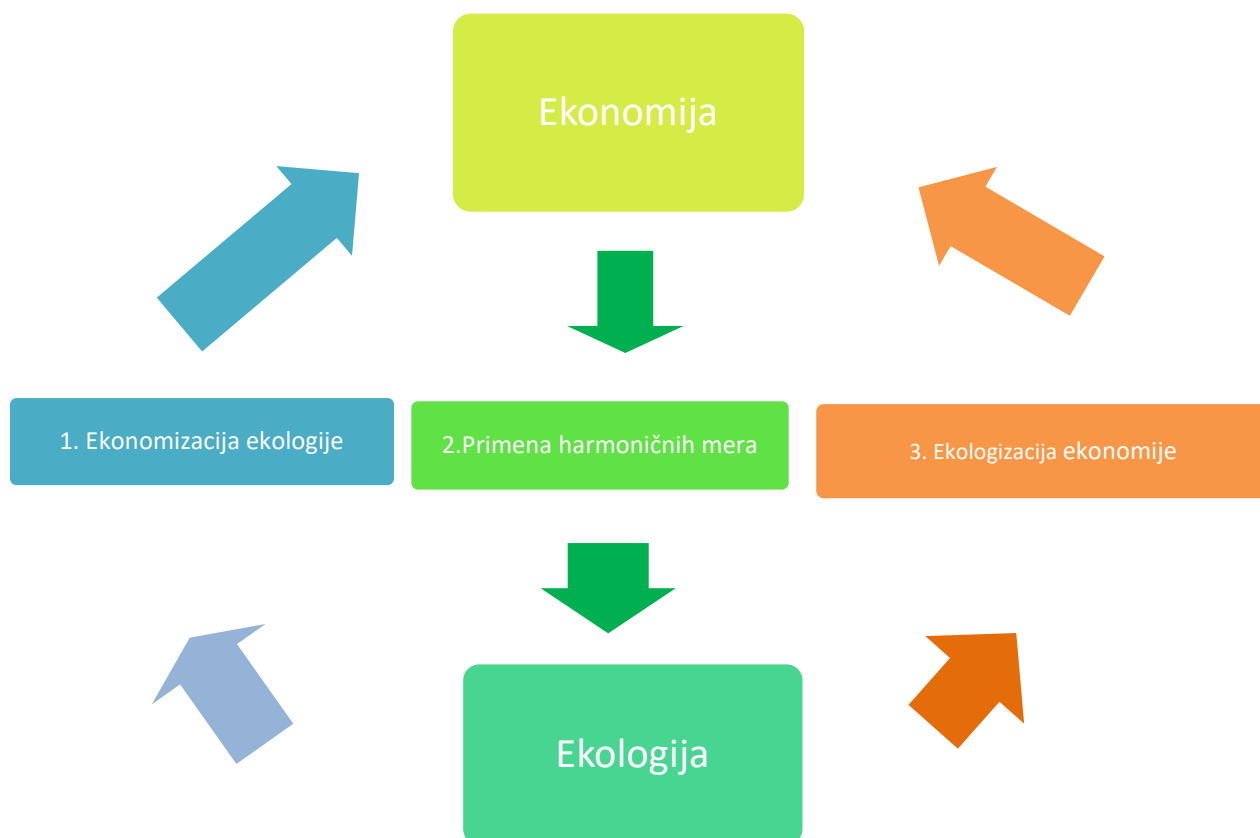 Ekonomija
1. Ekonomizacija ekologije
2.Primena harmoničnih mera
3. Ekologizacija ekonomije
Ekologija